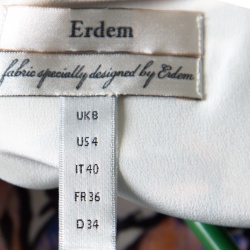 Erdem
fabric specially designed by Erdem
UK 8
US 4
IT 40
FR 36
D 34